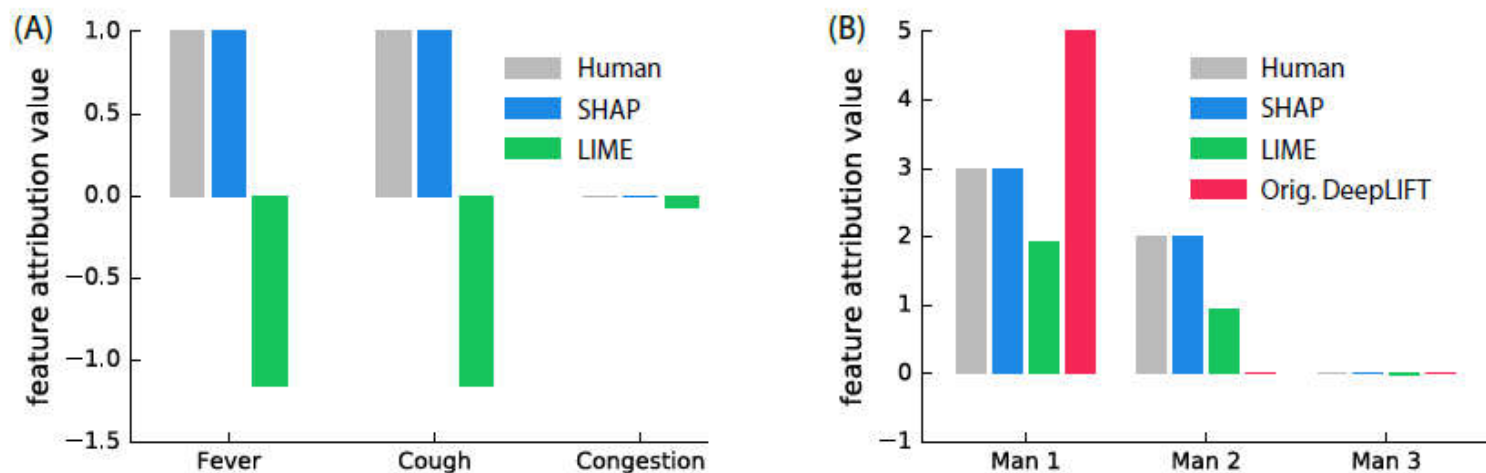 (A)
feature attribution value
1.0
0.5
0.0
−0.5
−1.0
−1.5
Human
SHAP
LIME
Fever
Cough
Congestion
(B)
feature attribution value
5
4
3
2
1
0
−1
Human
SHAP
LIME
Orig. DeepLIFT
Man 1
Man 2
Man 3